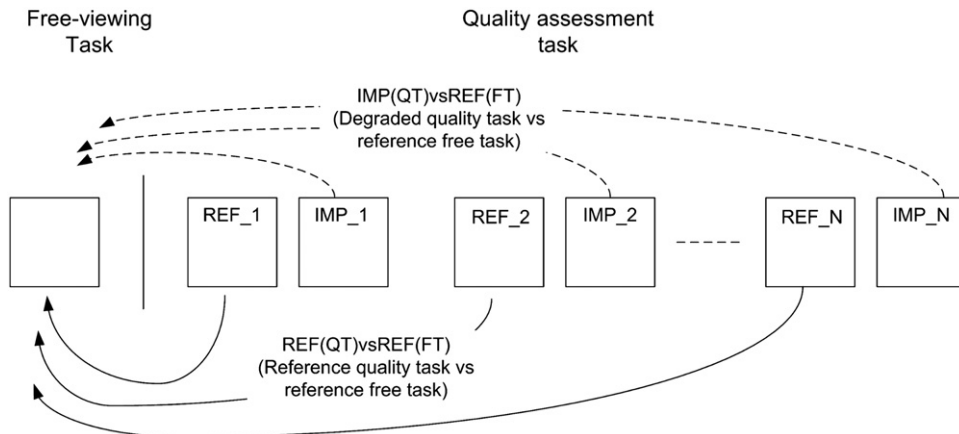 Free-viewing
Task
Quality assessment
task
IMP(QT)vsREF(FT)
(Degraded quality task vs
reference free task)
REF_1
IMP_1
REF_2
IMP_2
REF_N
IMP_N
REF(QT)vsREF(FT)
(Reference quality task vs
reference free task)